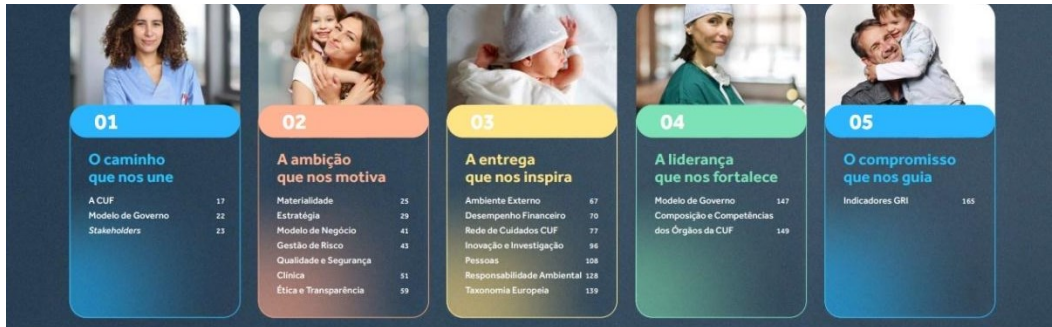 01
O caminho
que nos une
A CUF 17
Modelo de Governo 22
Stakeholders 23
02
A ambição
que nos motiva
Materialidade 25
Estratégia 29
Modelo de Negócio 41
Gestão de Risco 43
Qualidade e Segurança
Clínica 51
Ética e Transparência 59
03
A entrega
que nos inspira
Ambiente Externo 67
Desempenho Financeiro 70
Rede de Cuidados CUF 77
Inovação e Investigação 96
Pessoas 108
Responsabilidade Ambiental 128
Taxonomia Europeia 139
04
A liderança
que nos fortalece
Modelo de Governo 147
Composição e Competências
dos Órgãos da CUF 149
05
O compromisso
que nos guia
Indicadores GRI 165